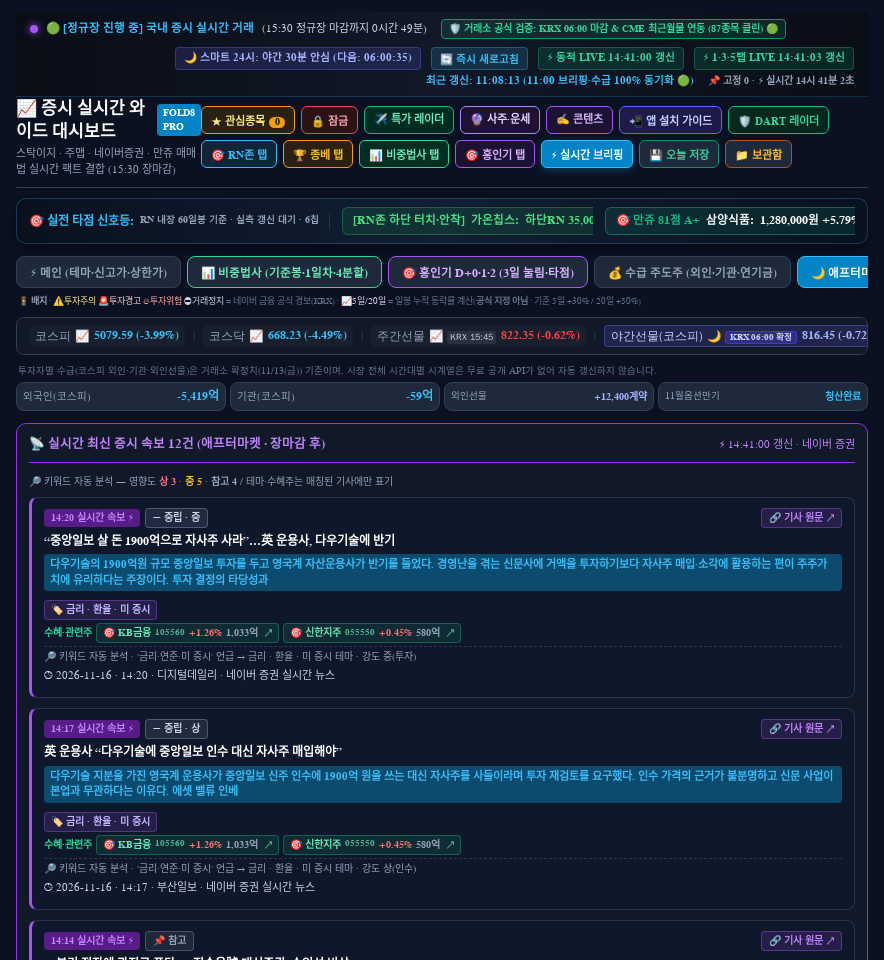 🟢 [정규장 진행 중] 국내 증시 실시간 거래 (15:30 정규장 마감까지 0시간 49분) 🛡️ 거래소 공식 검증: KRX 06:00 마감 & CME 최근월물 연동 (87종목 클린) 🟢
🌙 스마트 24시: 야간 30분 안심 (다음: 06:00:35) 🔄 즉시 새로고침 ⚡ 동적 LIVE 14:41:00 갱신 ⚡ 1·3·5탭 LIVE 14:41:03 갱신
최근 갱신: 11:08:13 (11:00 브리핑·수급 100% 동기화 🟢) 📌 고정 0 · ⚡ 실시간 14시 41분 2초
📈 증시 실시간 와이드 대시보드 FOLD8 PRO
스탁이지 · 주맵 · 네이버증권 · 만쥬 매매법 실시간 팩트 결합 (15:30 장마감)
★ 관심종목 0 🔒 잠금 ✈️ 특가 레이더 🔮 사주·운세 ✍️ 콘텐츠 📲 앱 설치 가이드 🛡️ DART 레이더
🎯 RN존 탭 🏆 종베 탭 📊 비중법사 탭 🎯 홍인기 탭 ⚡ 실시간 브리핑 💾 오늘 저장 📁 보관함
🎯 실전 타점 신호등: RN 내장 60일봉 기준 · 실측 갱신 대기 · 6칩 [RN존 하단 터치·안착] 가온칩스: 하단RN 35,00 🎯 만쥬 81점 A+ 삼양식품: 1,280,000원 +5.79%
⚡ 메인 (테마·신고가·상한가) 📊 비중법사 (기준봉·1일차·4분할) 🎯 홍인기 D+0·1·2 (3일 눌림·타점) 💰 수급 주도주 (외인·기관·연기금) 🌙 애프터마
🚦 배지 · ⚠️투자주의 🚨투자경고 ⊘투자위험 ⛔거래정지 = 네이버 금융 공식 경보(KRX) · 📈5일/20일 = 일봉 누적 등락률 계산(공식 지정 아님 · 기준 5일 +30% / 20일 +50%)
코스피 📈 5079.59 (-3.99%) | 코스닥 📈 668.23 (-4.49%) | 주간선물 📈 KRX 15:45 822.35 (-0.62%) | 야간선물(코스피) 🌙 KRX 06:00 확정 816.45 (-0.72
투자자별 수급(코스피 외인·기관·외인선물)은 거래소 확정치(11/13(금)) 기준이며, 시장 전체 시간대별 시계열은 무료 공개 API가 없어 자동 갱신하지 않습니다.
외국인(코스피) -5,419억 기관(코스피) -59억 외인선물 +12,400계약 11월옵션만기 청산완료
📡 실시간 최신 증시 속보 12건 (애프터마켓 · 장마감 후) ⚡ 14:41:00 갱신 · 네이버 증권
🔎 키워드 자동 분석 — 영향도 상 3 · 중 5 · 참고 4 / 테마·수혜주는 매칭된 기사에만 표기
14:20 실시간 속보 ⚡ ─ 중립 · 중 🔗 기사 원문 ↗
“중앙일보 살 돈 1900억으로 자사주 사라”…英 운용사, 다우기술에 반기
다우기술의 1900억원 규모 중앙일보 투자를 두고 영국계 자산운용사가 반기를 들었다. 경영난을 겪는 신문사에 거액을 투자하기보다 자사주 매입·소각에 활용하는 편이 주주가
치에 유리하다는 주장이다. 투자 결정의 타당성과
🏷️ 금리 · 환율 · 미 증시
수혜·관련주 🎯 KB금융 105560 +1.26% 1,033억 ↗ 🎯 신한지주 055550 +0.45% 580억 ↗
🔎 키워드 자동 분석 · '금리·연준·미 증시' 언급 → 금리 · 환율 · 미 증시 테마 · 강도 중(투자)
⏱ 2026-11-16 · 14:20 · 디지털데일리 · 네이버 증권 실시간 뉴스
14:17 실시간 속보 ⚡ ─ 중립 · 상 🔗 기사 원문 ↗
英 운용사 “다우기술에 중앙일보 인수 대신 자사주 매입해야”
다우기술 지분을 가진 영국계 운용사가 중앙일보 신주 인수에 1900억 원을 쓰는 대신 자사주를 사들이라며 투자 재검토를 요구했다. 인수 가격의 근거가 불분명하고 신문 사업이
본업과 무관하다는 이유다. 에셋 밸류 인베
🏷️ 금리 · 환율 · 미 증시
수혜·관련주 🎯 KB금융 105560 +1.26% 1,033억 ↗ 🎯 신한지주 055550 +0.45% 580억 ↗
🔎 키워드 자동 분석 · '금리·연준·미 증시' 언급 → 금리 · 환율 · 미 증시 테마 · 강도 상(인수)
⏱ 2026-11-16 · 14:17 · 부산일보 · 네이버 증권 실시간 뉴스
14:14 실시간 속보 ⚡ 📌 참고 🔗 기사 원문 ↗